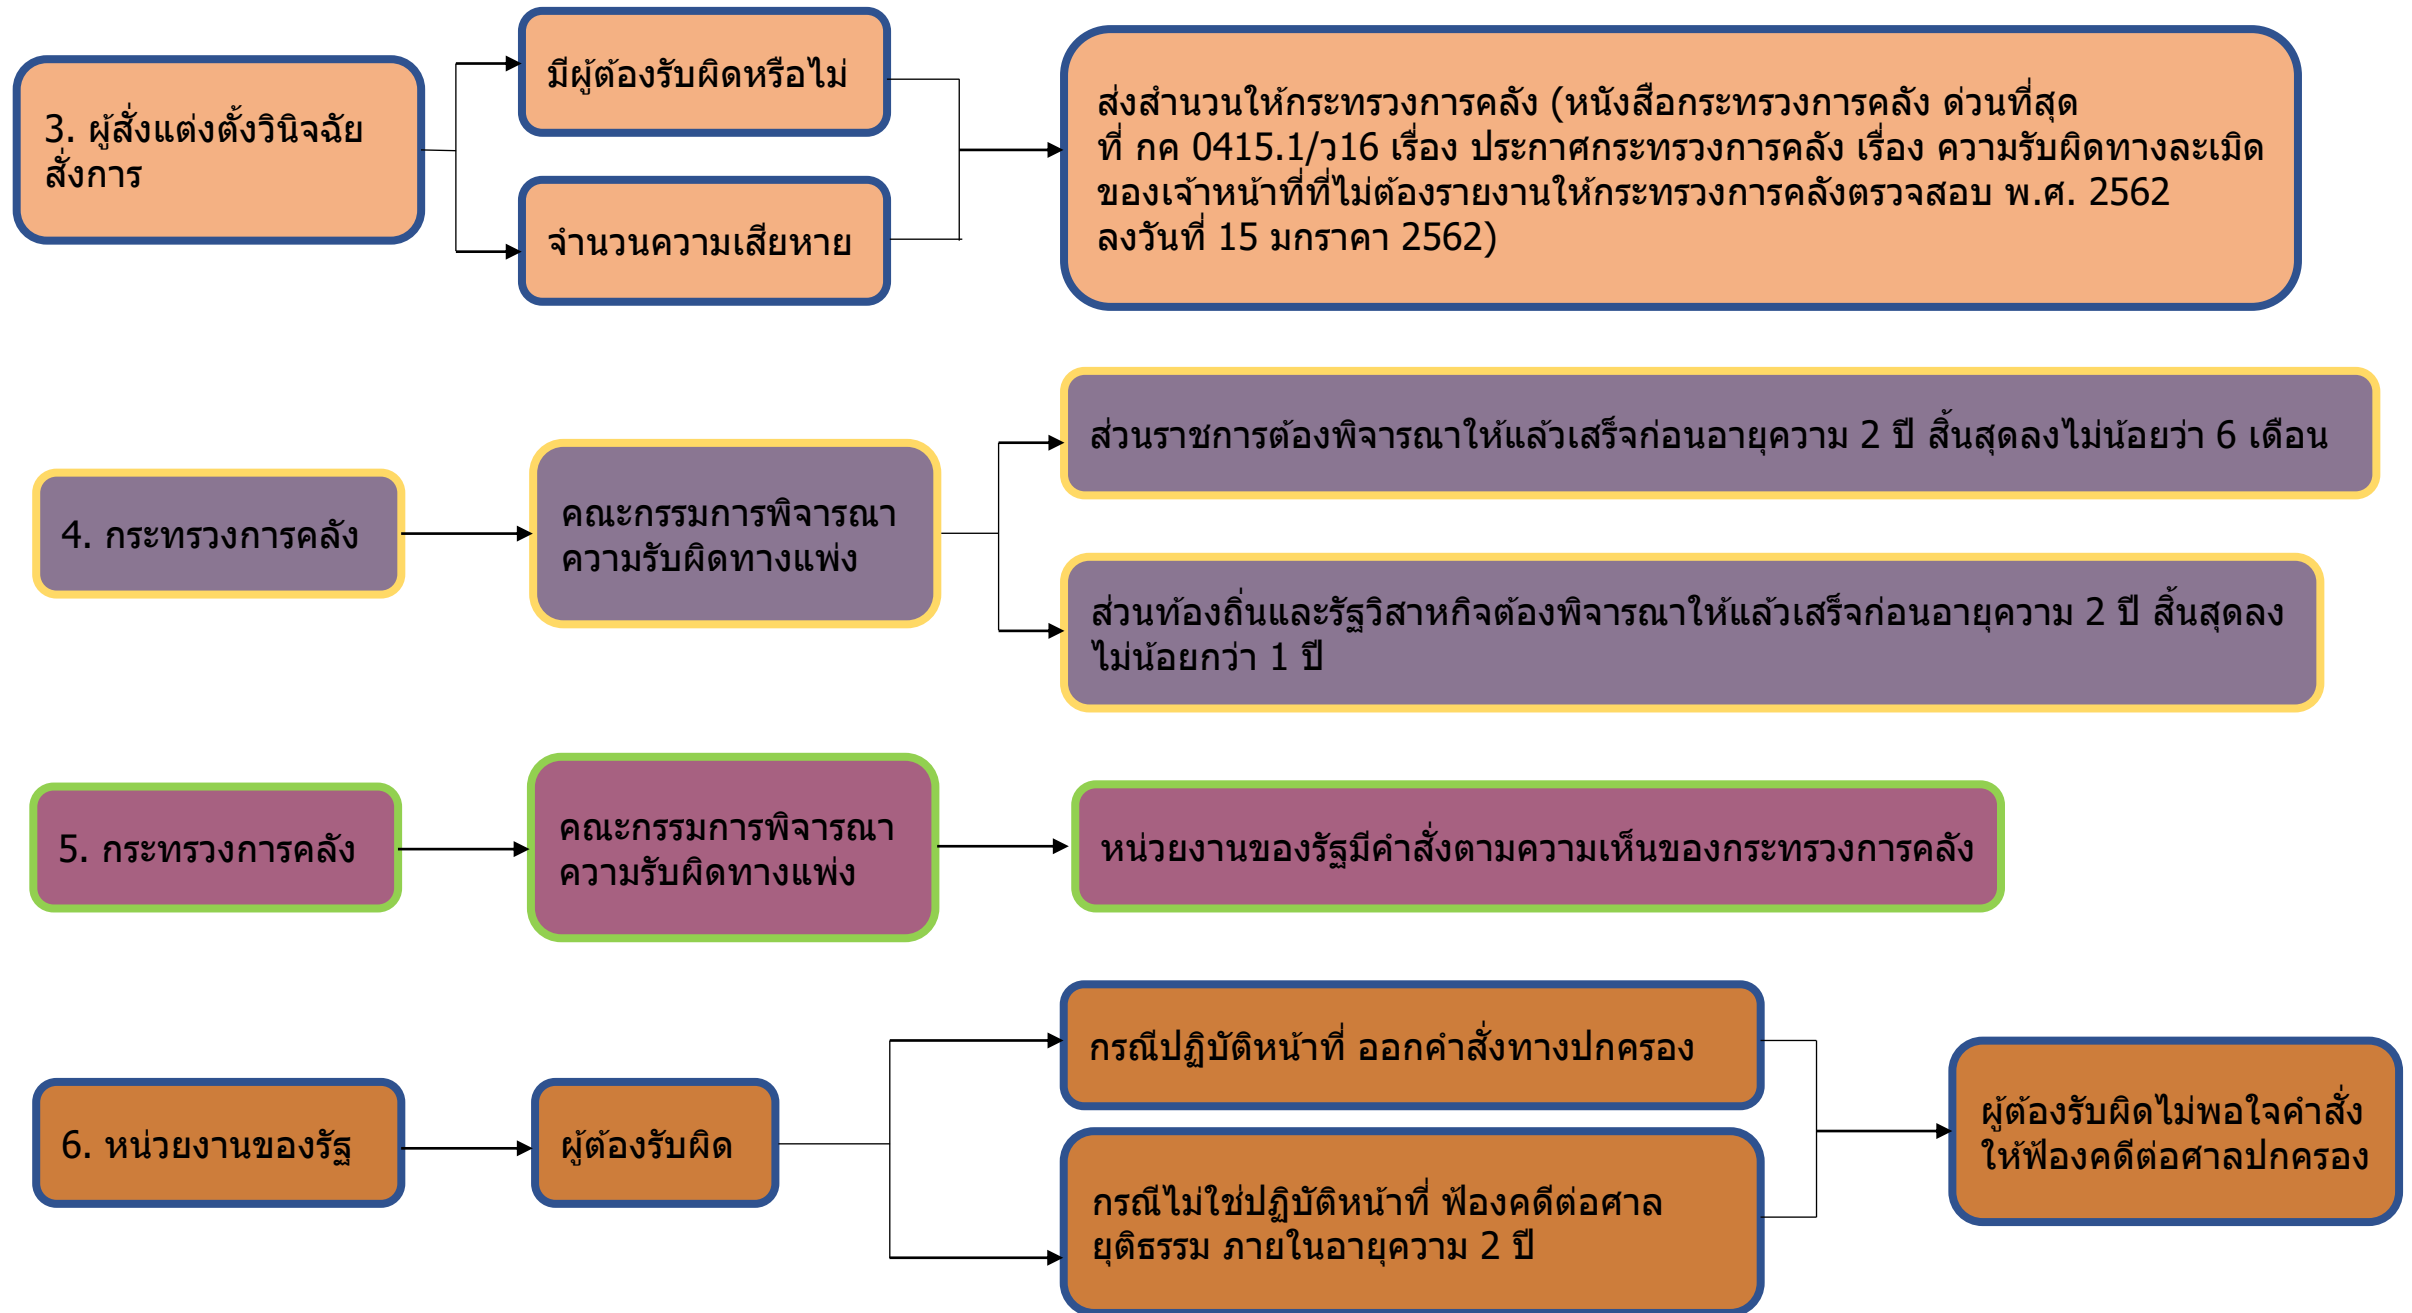 3. ผู้สั่งแต่งตั้งวินิจฉัย
สั่งการ
มีผู้ต้องรับผิดหรือไม่
จำนวนความเสียหาย
ส่งสำนวนให้กระทรวงการคลัง (หนังสือกระทรวงการคลัง ด่วนที่สุด
ที่ กค 0415.1/ว16 เรื่อง ประกาศกระทรวงการคลัง เรื่อง ความรับผิดทางละเมิด
ของเจ้าหน้าที่ที่ไม่ต้องรายงานให้กระทรวงการคลังตรวจสอบ พ.ศ. 2562
ลงวันที่ 15 มกราคา 2562)
4. กระทรวงการคลัง
คณะกรรมการพิจารณา
ความรับผิดทางแพ่ง
ส่วนราชการต้องพิจารณาให้แล้วเสร็จก่อนอายุความ 2 ปี สิ้นสุดลงไม่น้อยว่า 6 เดือน
ส่วนท้องถิ่นและรัฐวิสาหกิจต้องพิจารณาให้แล้วเสร็จก่อนอายุความ 2 ปี สิ้นสุดลง
ไม่น้อยกว่า 1 ปี
5. กระทรวงการคลัง
คณะกรรมการพิจารณา
ความรับผิดทางแพ่ง
หน่วยงานของรัฐมีคำสั่งตามความเห็นของกระทรวงการคลัง
6. หน่วยงานของรัฐ
ผู้ต้องรับผิด
กรณีปฏิบัติหน้าที่ ออกคำสั่งทางปกครอง
กรณีไม่ใช่ปฏิบัติหน้าที่ ฟ้องคดีต่อศาล
ยุติธรรม ภายในอายุความ 2 ปี
ผู้ต้องรับผิดไม่พอใจคำสั่ง
ให้ฟ้องคดีต่อศาลปกครอง